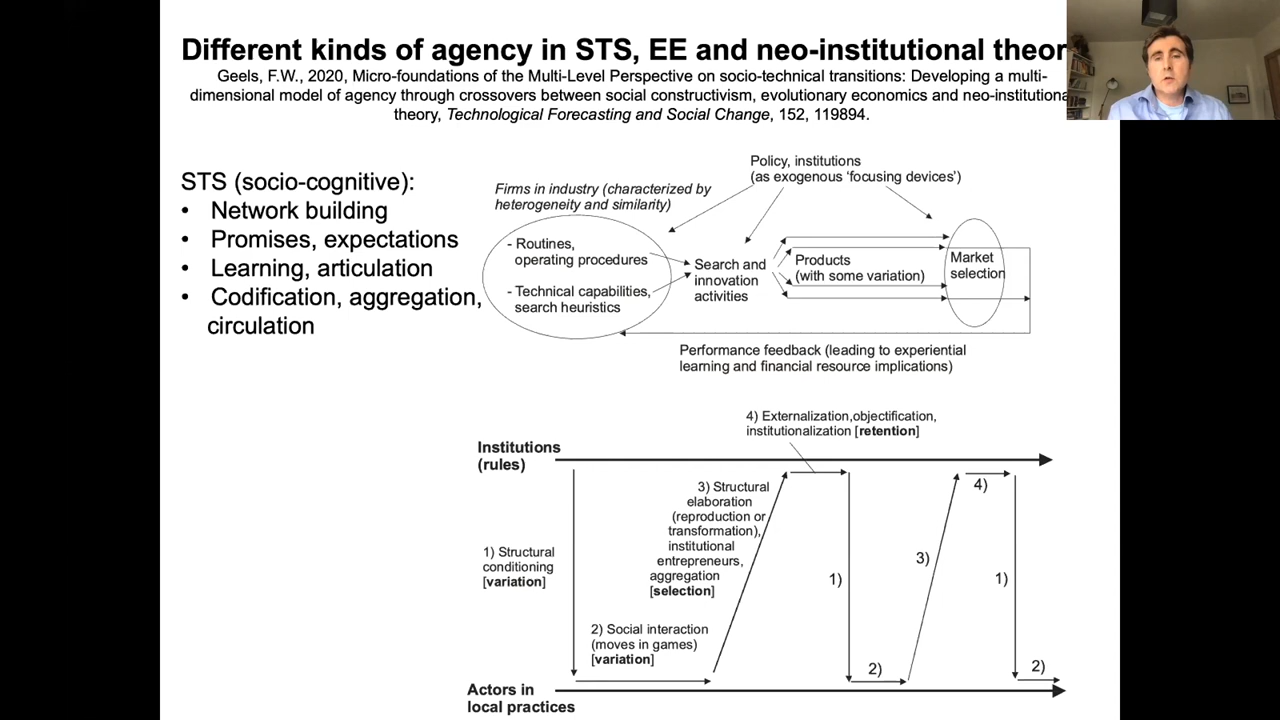 Different kinds of agency in STS, EE and neo-institutional theor
Geels, F.W., 2020, Micro-foundations of the Multi-Level Perspective on socio-technical transitions: Developing a multi-
dimensional model of agency through crossovers between social constructivism, evolutionary economics and neo-institutiona
theory, Technological Forecasting and Social Change, 152, 119894.
STS (socio-cognitive):
• Network building
• Promises, expectations
• Learning, articulation
• Codification, aggregation,
circulation
Policy, institutions
(as exogenous 'focusing devices')
Firms in industry (characterized by
heterogeneity and similarity)
- Routines,
operating procedures
- Technical capabilities,
search heuristics
Search and
innovation
activities
Products
(with some variation)
Market
selection
Performance feedback (leading to experiential
learning and financial resource implications)
4) Externalization,objectification,
institutionalization [retention]
Institutions
(rules)
3) Structural
elaboration
(reproduction or
transformation),
institutional
entrepreneurs,
aggregation
[selection]
4)
1) Structural
conditioning
[variation]
1)
3)
1)
2) Social interaction
(moves in games)
[variation]
2)
2)
Actors in
local practices